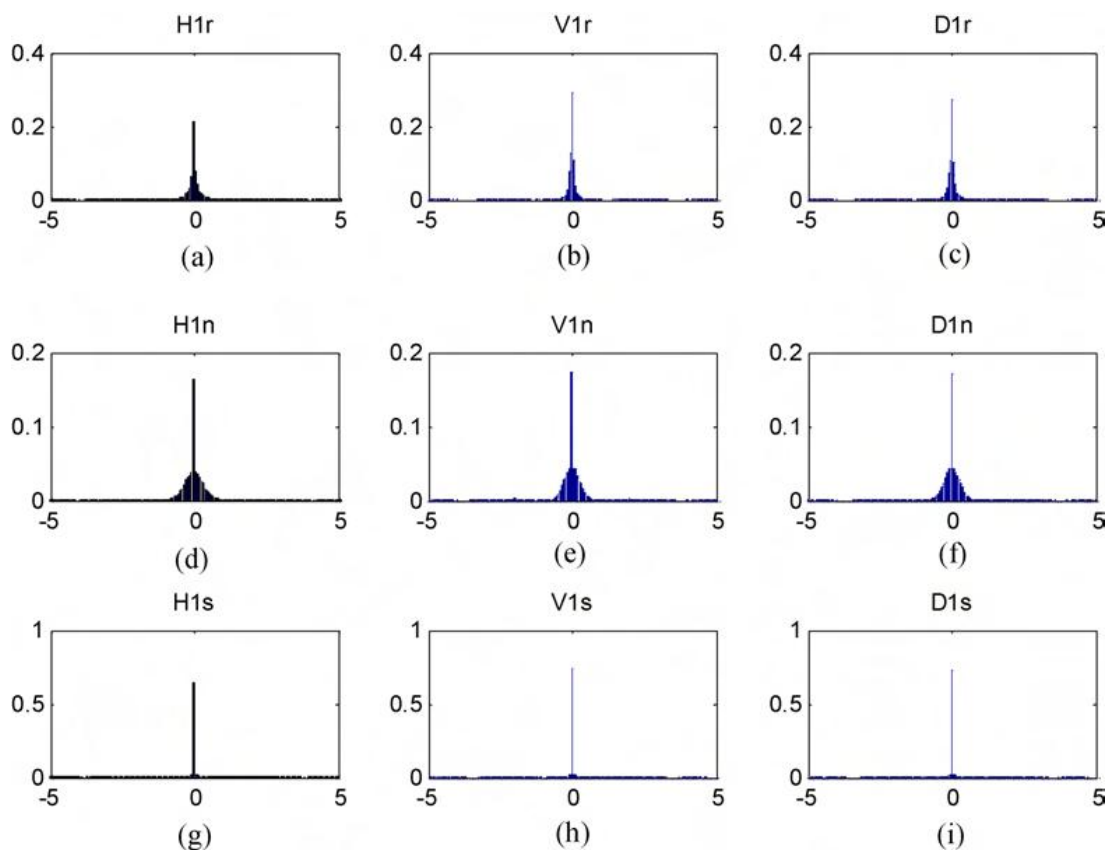 H1r V1r D1r
0.4 0.4 0.4
0.2 0.2 0.2
0 0 0
-5 0 5 -5 0 5 -5 0 5
(a) (b) (c)
H1n V1n D1n
0.2 0.2 0.2
0.1 0.1 0.1
0 0 0
-5 0 5 -5 0 5 -5 0 5
(d) (e) (f)
H1s V1s D1s
1 1 1
0.5 0.5 0.5
0 0 0
-5 0 5 -5 0 5 -5 0 5
(g) (h) (i)